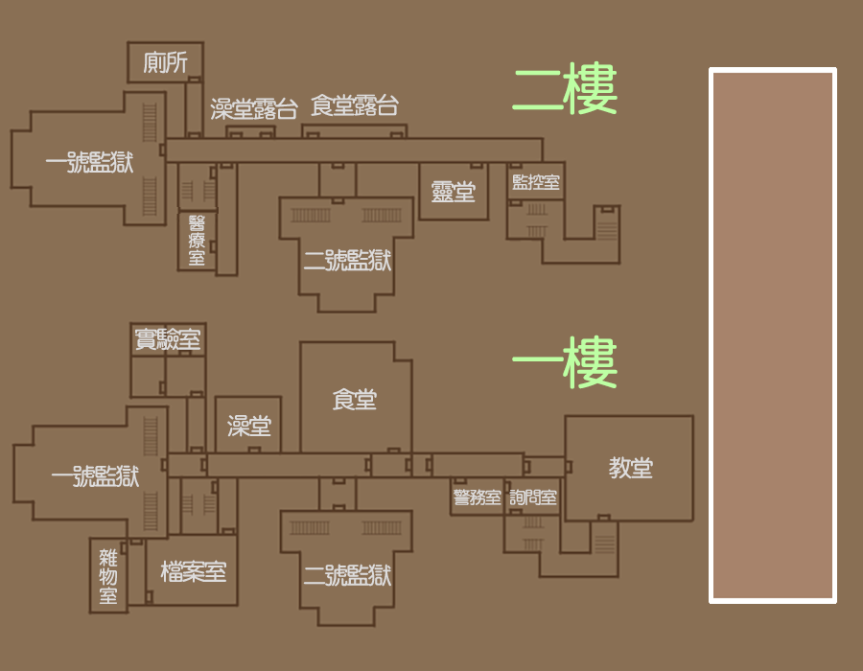 二樓
廁所
澡堂露台
食堂露台
一號監獄
靈堂
監控室
醫療室
二號監獄
一樓
實驗室
食堂
澡堂
一號監獄
教堂
警務室
詢問室
雜物室
檔案室
二號監獄